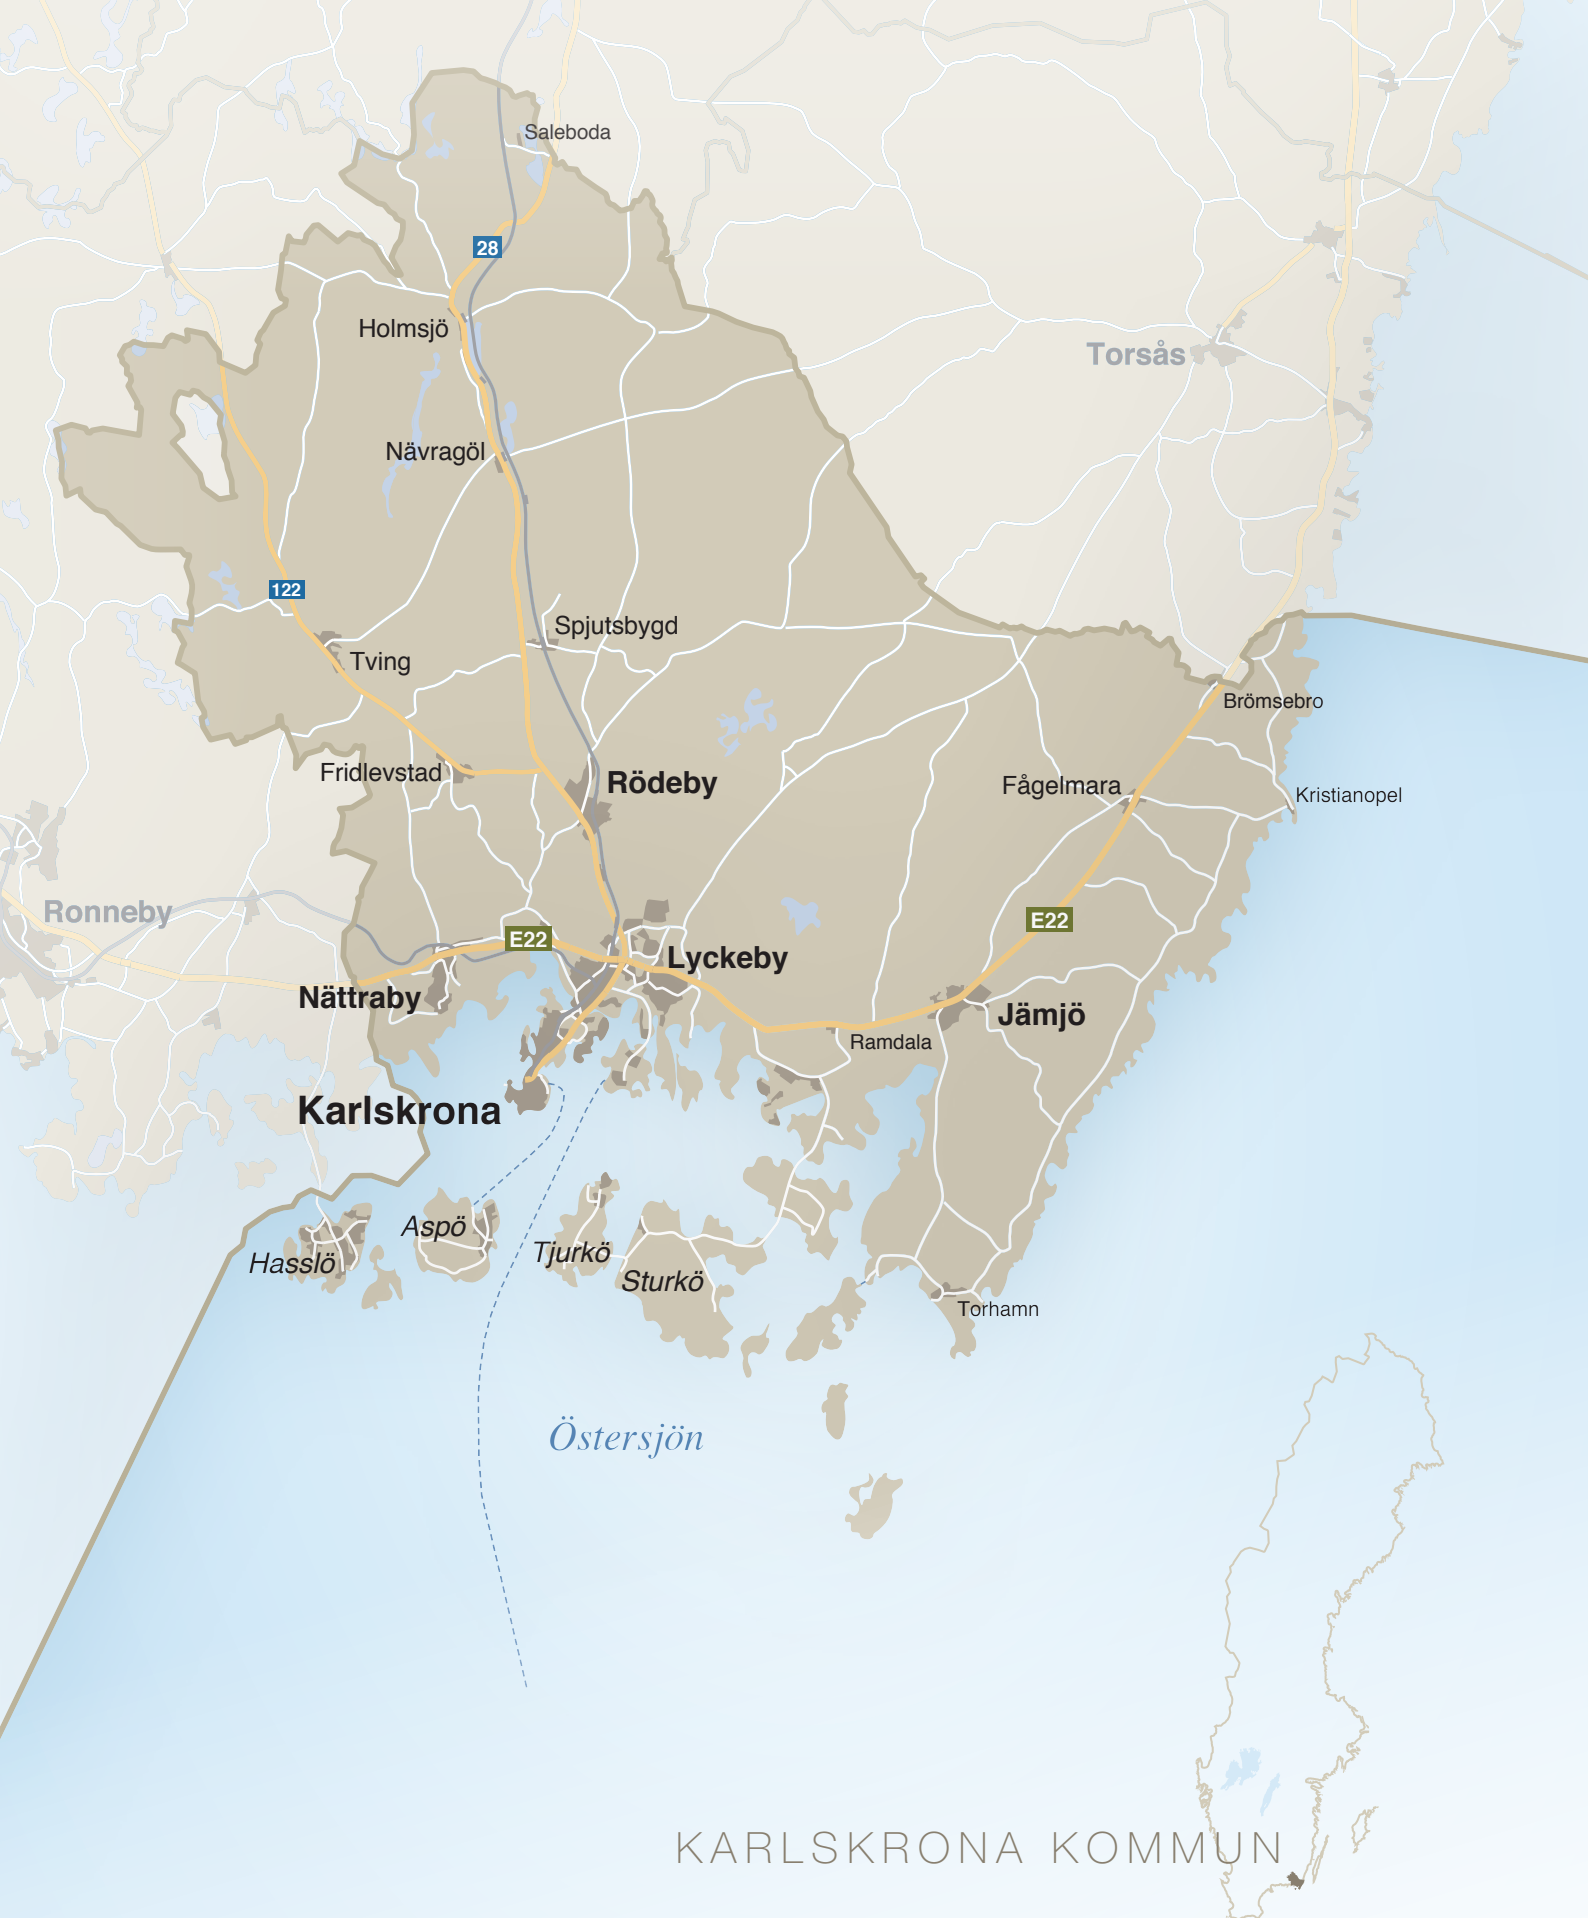 Saleboda
28
Holmsjö
Torsås
Nävragöl
122
Spjutsbygd
Tving
Brömsebro
Fridlevstad
Rödeby
Fågelmara
Kristianopel
Ronneby
E22
E22
Lyckeby
Nättraby
Jämjö
Ramdala
Karlskrona
Aspö
Hasslö
Tjurkö
Sturkö
Torhamn
Östersjön
KARLSKRONA KOMMUN